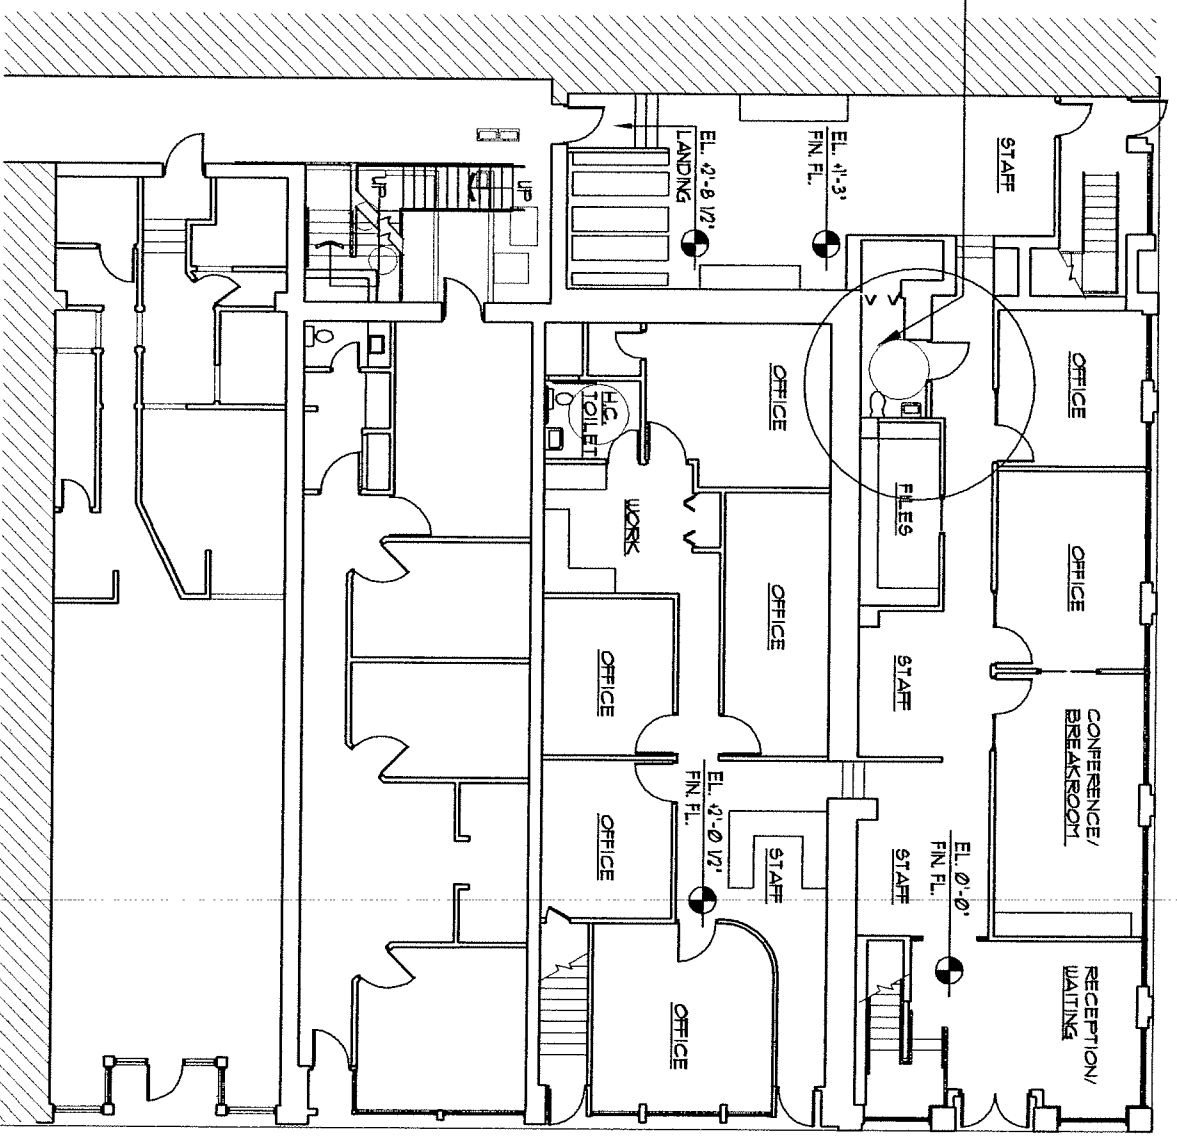 STAFF
EL. +1'-3"
FIN. FL.
EL. +2'-8 1/2"
LANDING
UP
UP
OFFICE
OFFICE
H.C.
TOILET
FILES
WORK
OFFICE
OFFICE
OFFICE
STAFF
CONFERENCE/
BREAKROOM
EL. +2'-0 1/2"
FIN. FL.
OFFICE
STAFF
STAFF
EL. 0'-0"
FIN. FL.
RECEPTION/
WAITING
OFFICE